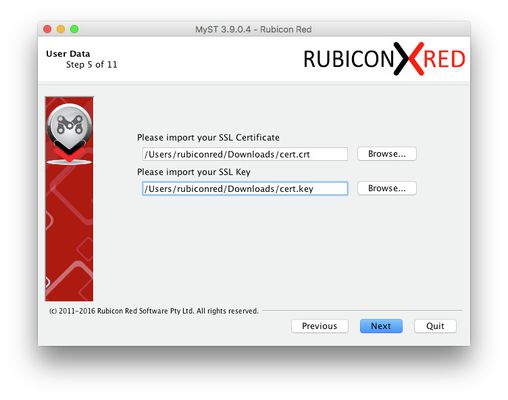 MyST 3.9.0.4 - Rubicon Red
User Data
Step 5 of 11
RUBICON RED
Please import your SSL Certificate
/Users/rubiconred/Downloads/cert.crt
Browse...
Please import your SSL Key
/Users/rubiconred/Downloads/cert.key
Browse...
(c) 2011-2016 Rubicon Red Software Pty Ltd. All rights reserved.
Previous
Next
Quit